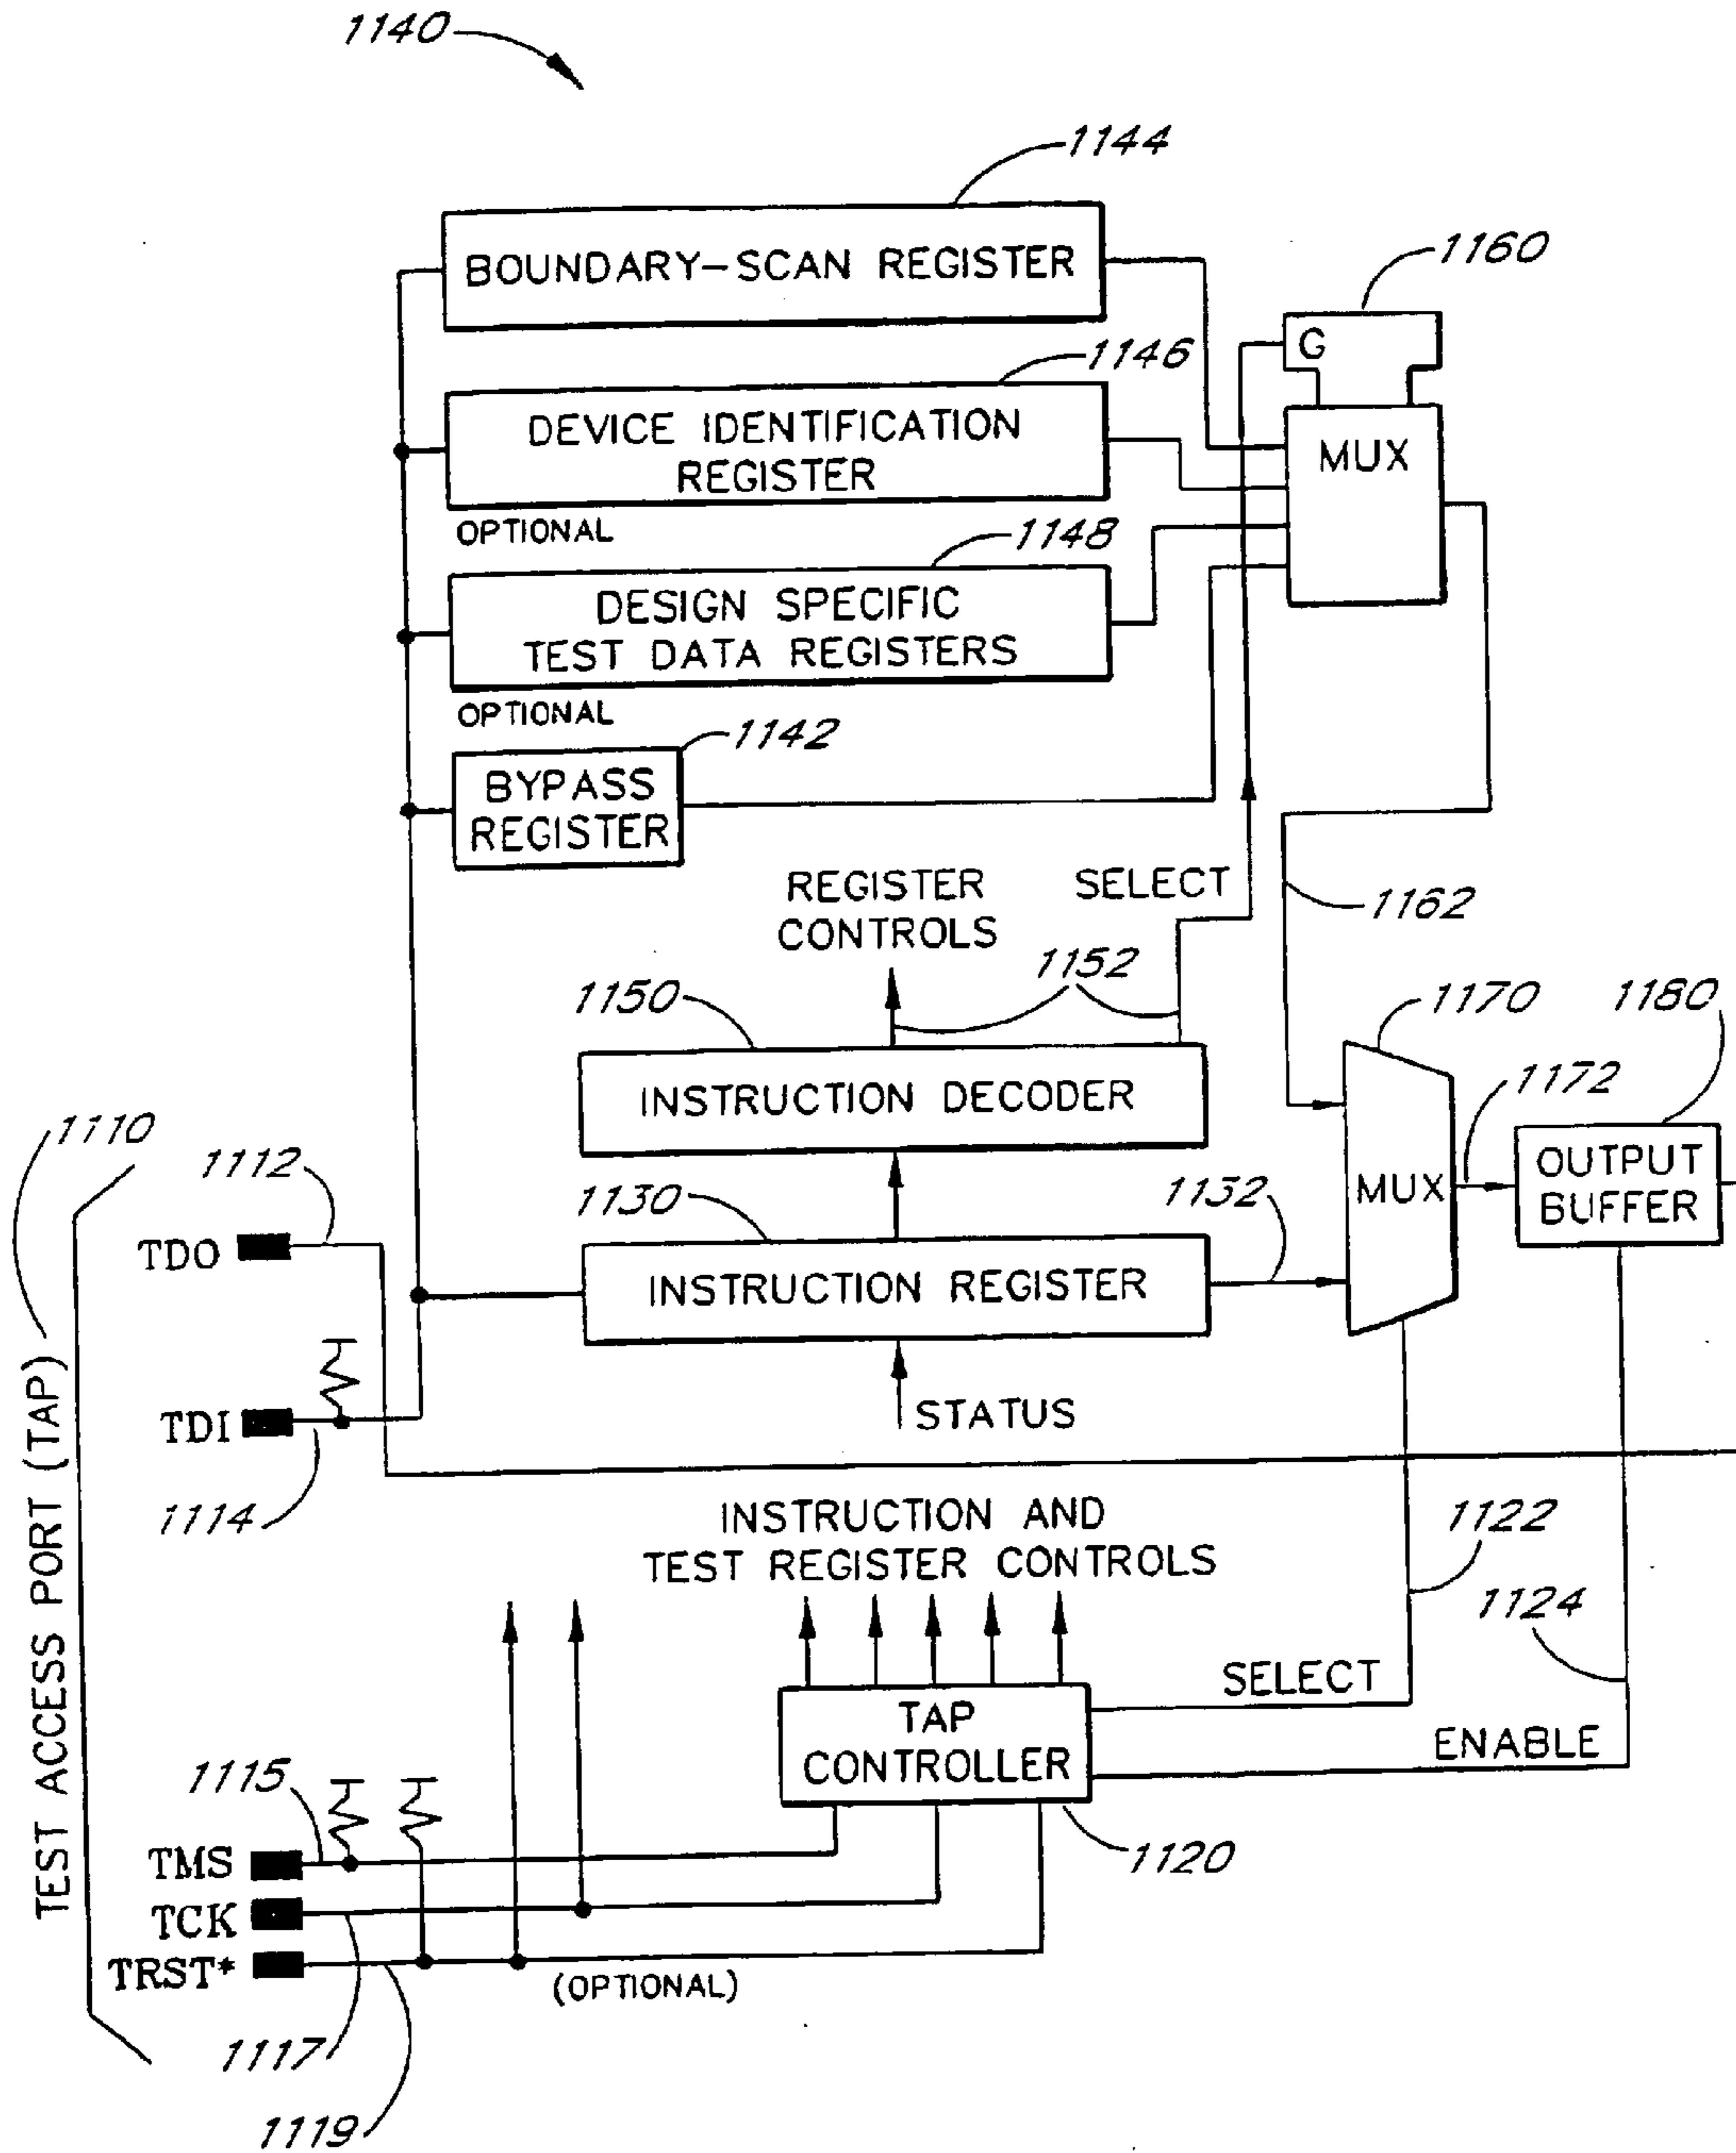 1140
1144
BOUNDARY-SCAN REGISTER
1160
G
1146
DEVICE IDENTIFICATION
REGISTER
MUX
OPTIONAL
1148
DESIGN SPECIFIC
TEST DATA REGISTERS
OPTIONAL
1142
BYPASS
REGISTER
REGISTER
CONTROLS
SELECT
1162
1152
1150
1170
1180
INSTRUCTION DECODER
1172
1110
1112
1130
1132
MUX
OUTPUT
BUFFER
TDO
INSTRUCTION REGISTER
TEST ACCESS PORT (TAP)
TDI
STATUS
1114
INSTRUCTION AND
TEST REGISTER CONTROLS
1122
1124
SELECT
TAP
CONTROLLER
ENABLE
1115
TMS
1120
TCK
TRST*
(OPTIONAL)
1117
1119